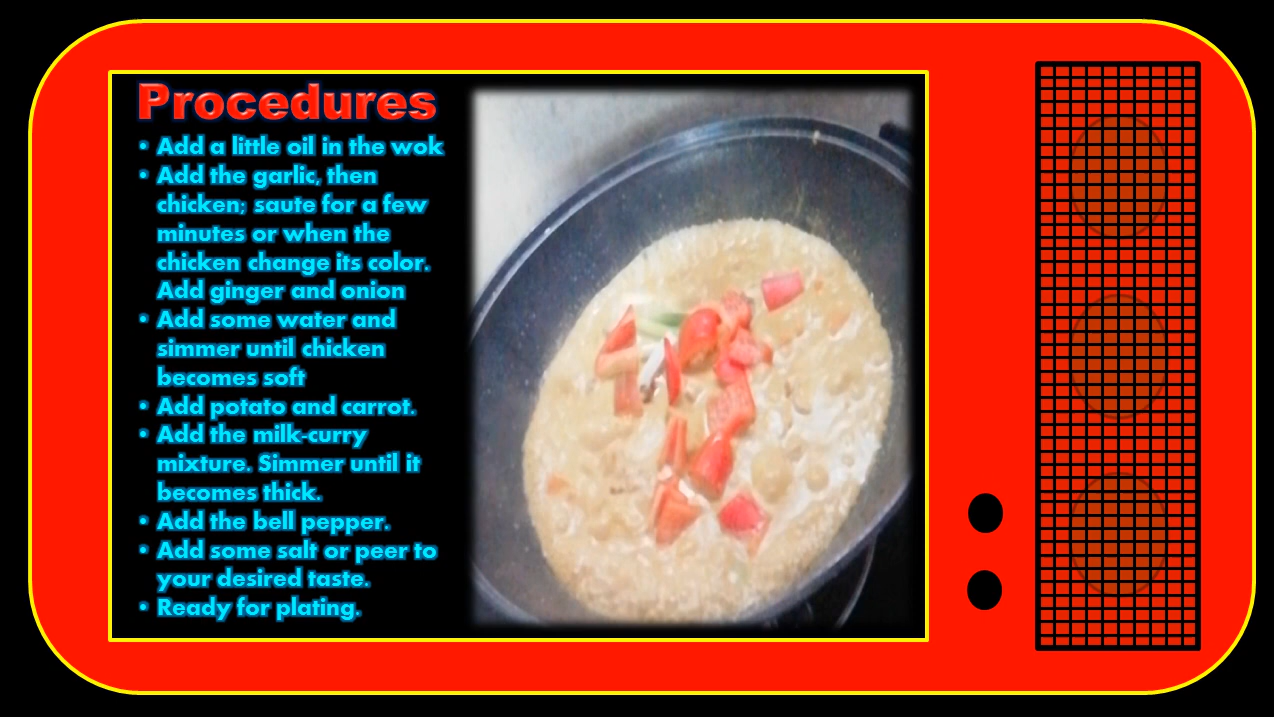 Procedures
• Add a little oil in the wok
• Add the garlic, then
chicken; saute for a few
minutes or when the
chicken change its color.
Add ginger and onion
• Add some water and
simmer until chicken
becomes soft
• Add potato and carrot.
• Add the milk-curry
mixture. Simmer until it
becomes thick.
• Add the bell pepper.
• Add some salt or peer to
your desired taste.
• Ready for plating.